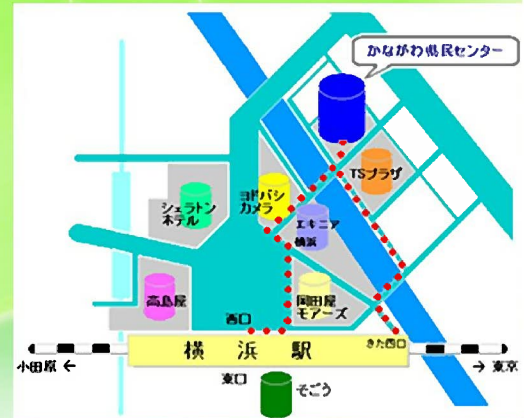 かながわ県民センター
TSプラザ
ヨドバシ
カメラ
シェラトン
ホテル
エキニア
横浜
高島屋
岡田屋
モアーズ
西口
きた西口
横浜駅
小田原 ←
→ 東京
東口
そごう